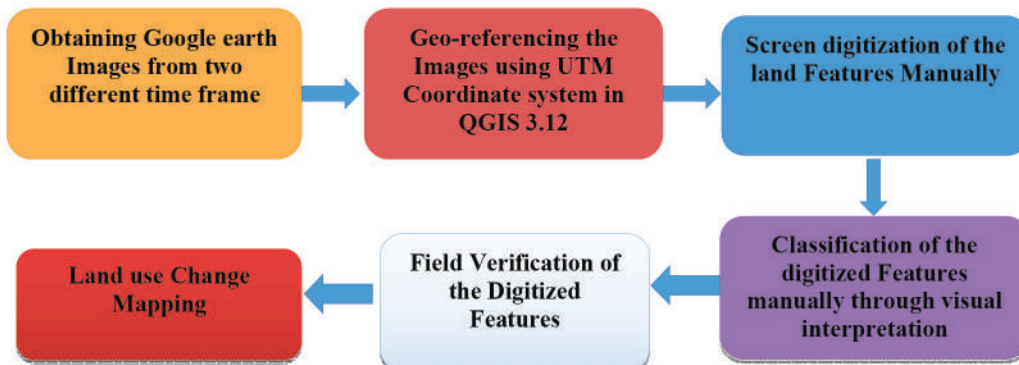 Obtaining Google earth
Images from two
different time frame
Geo-referencing the
Images using UTM
Coordinate system in
QGIS 3.12
Screen digitization of the
land Features Manually
Classification of the
digitized Features
manually through visual
interpretation
Field Verification of
the Digitized
Features
Land use Change
Mapping